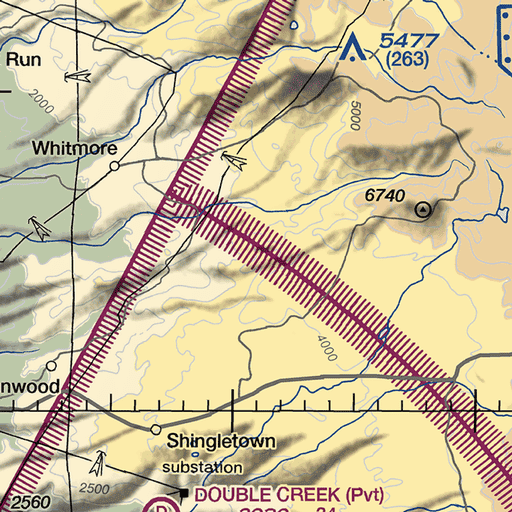 5477
(263)
Run
2000
5000
Whitmore
6740
4000
nwood
Shingletown
substation
2500
DOUBLE CREEK (Pvt)
2560